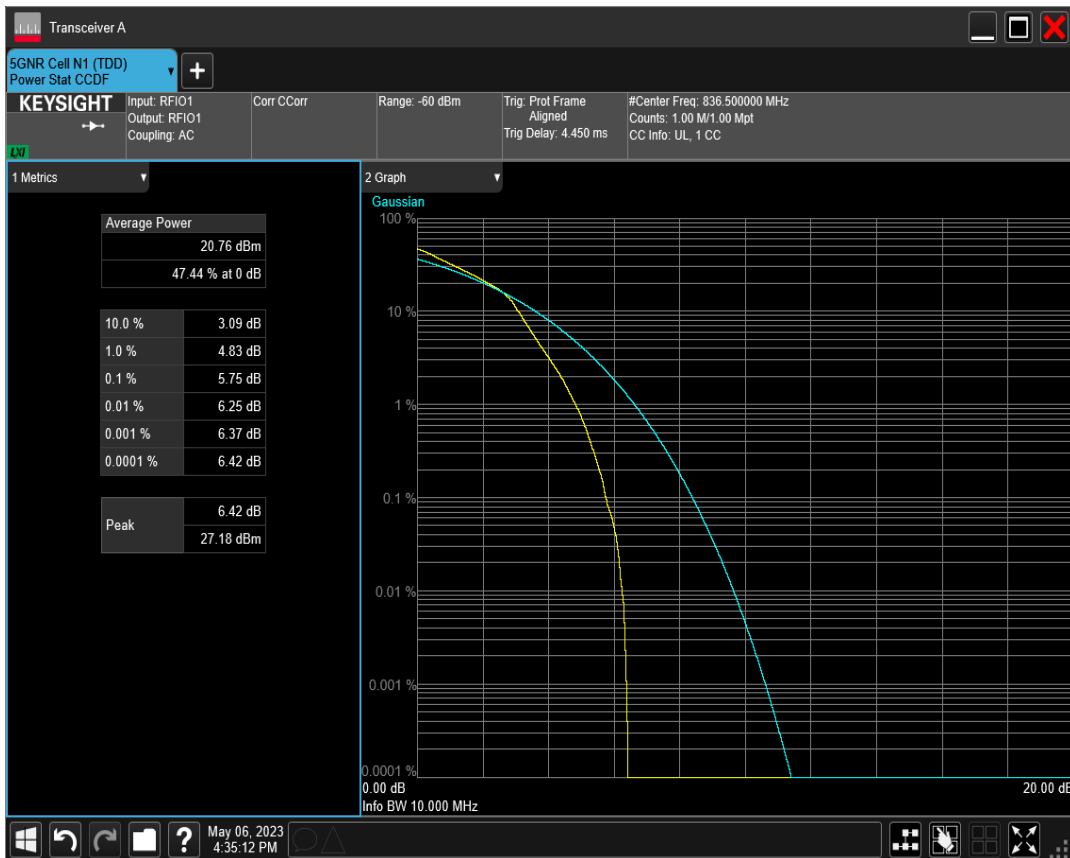 Transceiver A
5GNR Cell N1 (TDD)
Power Stat CCDF
KEYSIGHT
LXI
Input: RFIO1
Output: RFIO1
Coupling: AC
Corr CCorr
Range: -60 dBm
Trig: Prot Frame
Aligned
Trig Delay: 4.450 ms
#Center Freq: 836.500000 MHz
Counts: 1.00 M/1.00 Mpt
CC Info: UL, 1 CC
1 Metrics
Average Power
20.76 dBm
47.44 % at 0 dB
10.0 % 3.09 dB
1.0 % 4.83 dB
0.1 % 5.75 dB
0.01 % 6.25 dB
0.001 % 6.37 dB
0.0001 % 6.42 dB
Peak
6.42 dB
27.18 dBm
2 Graph
Gaussian
100 %
10 %
1 %
0.1 %
0.01 %
0.001 %
0.0001 %
0.00 dB 20.00 dB
Info BW 10.000 MHz
?
May 06, 2023
4:35:12 PM